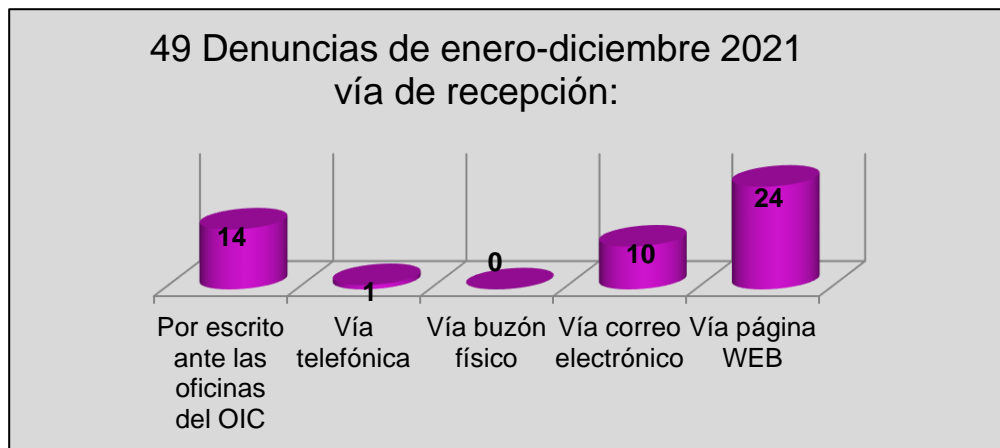 49 Denuncias de enero-diciembre 2021
vía de recepción:
14
1
0
10
24
Por escrito
ante las
oficinas
del OIC
Vía
telefónica
Vía buzón
físico
Vía correo
electrónico
Vía página
WEB